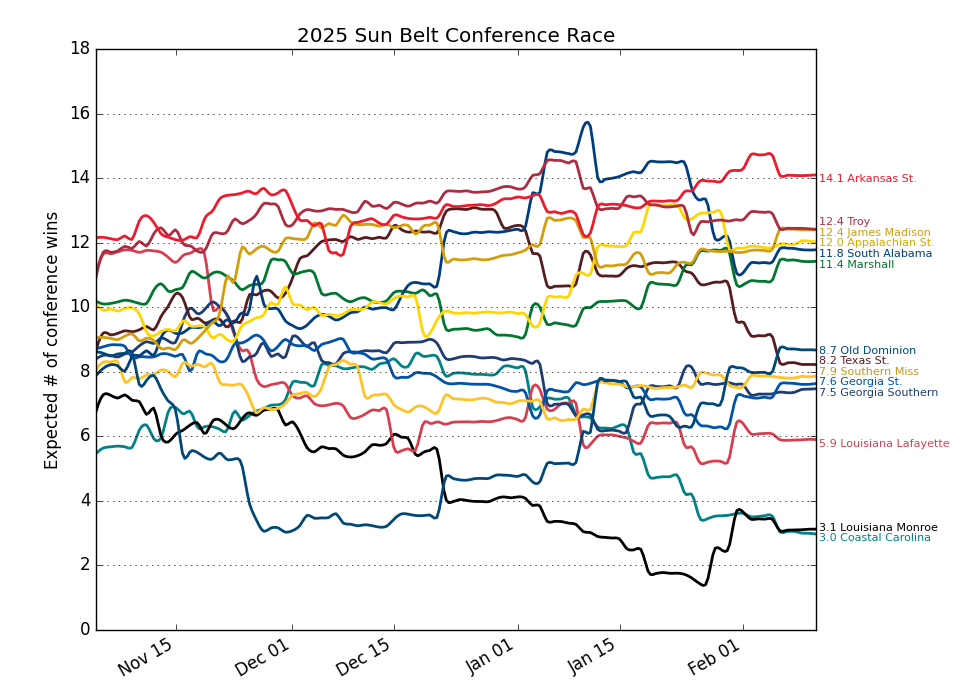 2025 Sun Belt Conference Race
Expected # of conference wins
18
16
14
12
10
8
6
4
2
0
Nov 15
Dec 01
Dec 15
Jan 01
Jan 15
Feb 01
14.1 Arkansas St.
12.4 Troy
12.4 James Madison
12.0 Appalachian St.
11.8 South Alabama
11.4 Marshall
8.7 Old Dominion
8.2 Texas St.
7.9 Southern Miss
7.6 Georgia St.
7.5 Georgia Southern
5.9 Louisiana Lafayette
3.1 Louisiana Monroe
3.0 Coastal Carolina